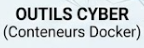 OUTILS CYBER
(Conteneurs Docker)